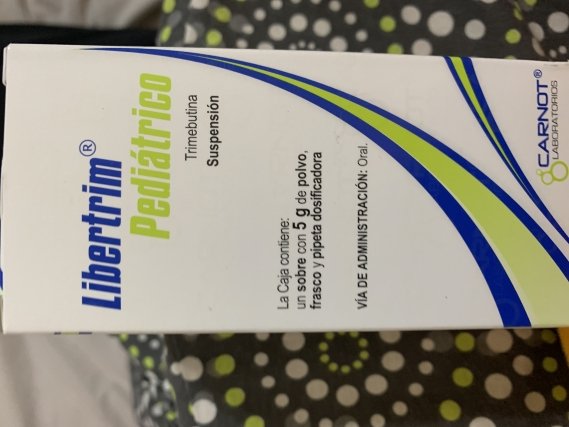 Libertrim®
Pediátrico
Trimebutina
Suspensión
La Caja contiene:
un sobre con 5 g de polvo,
frasco y pipeta dosificadora
VÍA DE ADMINISTRACIÓN: Oral.
CARNOT®
LABORATORIOS